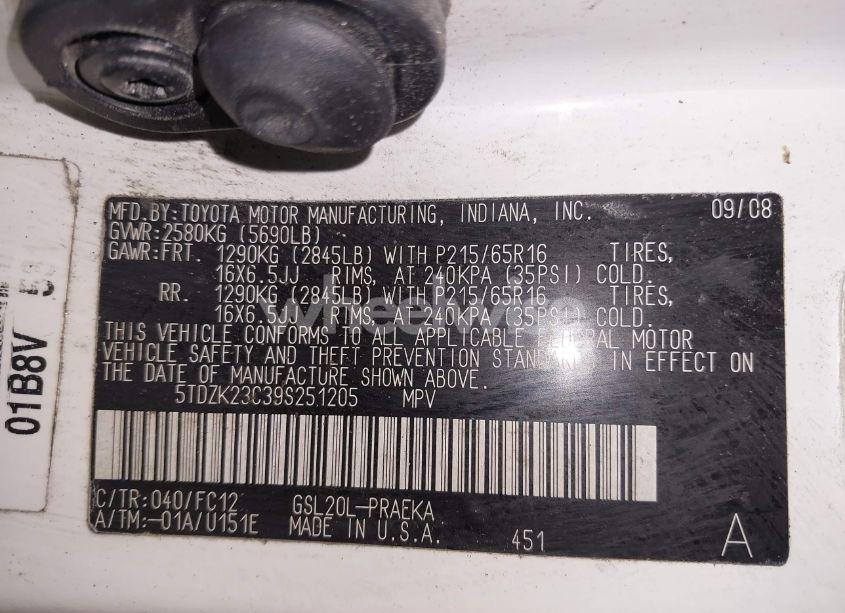 MFD.BY:TOYOTA MOTOR MANUFACTURING, INDIANA, INC. 09/08
GVWR:2580KG (5690LB)
GAWR:FRT. 1290KG (2845LB) WITH P215/65R16 TIRES,
16X6.5JJ RIMS, AT 240KPA (35PSI) COLD.
RR. 1290KG (2845LB) WITH P215/65R16 TIRES,
16X6.5JJ RIMS, AT 240KPA (35PSI) COLD.
THIS VEHICLE CONFORMS TO ALL APPLICABLE FEDERAL MOTOR
VEHICLE SAFETY AND THEFT PREVENTION STANDARDS IN EFFECT ON
THE DATE OF MANUFACTURE SHOWN ABOVE.
5TDZK23C39S251205 MPV
C/TR:040/FC12 GSL20L-PRAEKA
A/TM:-01A/U151E MADE IN U.S.A. 451 A
01B8V